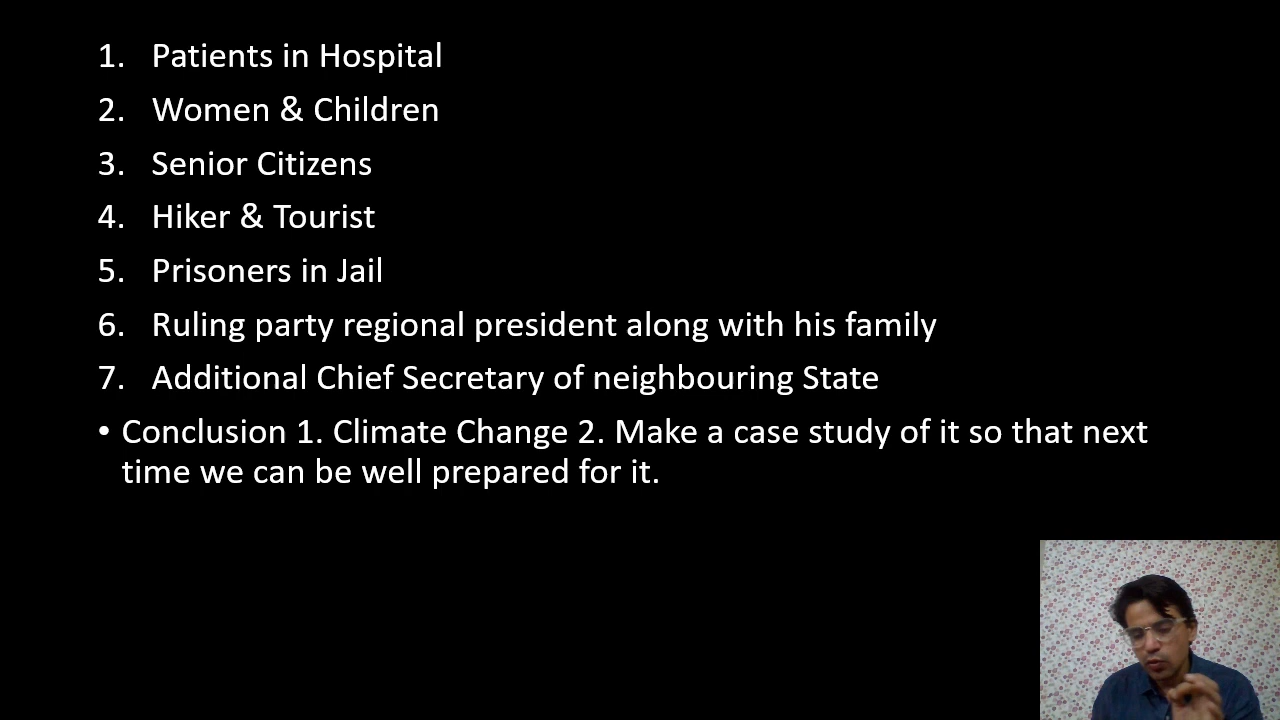 1. Patients in Hospital
2. Women & Children
3. Senior Citizens
4. Hiker & Tourist
5. Prisoners in Jail
6. Ruling party regional president along with his family
7. Additional Chief Secretary of neighbouring State
• Conclusion 1. Climate Change 2. Make a case study of it so that next
time we can be well prepared for it.